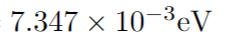 = 7.347 × 10⁻³eV